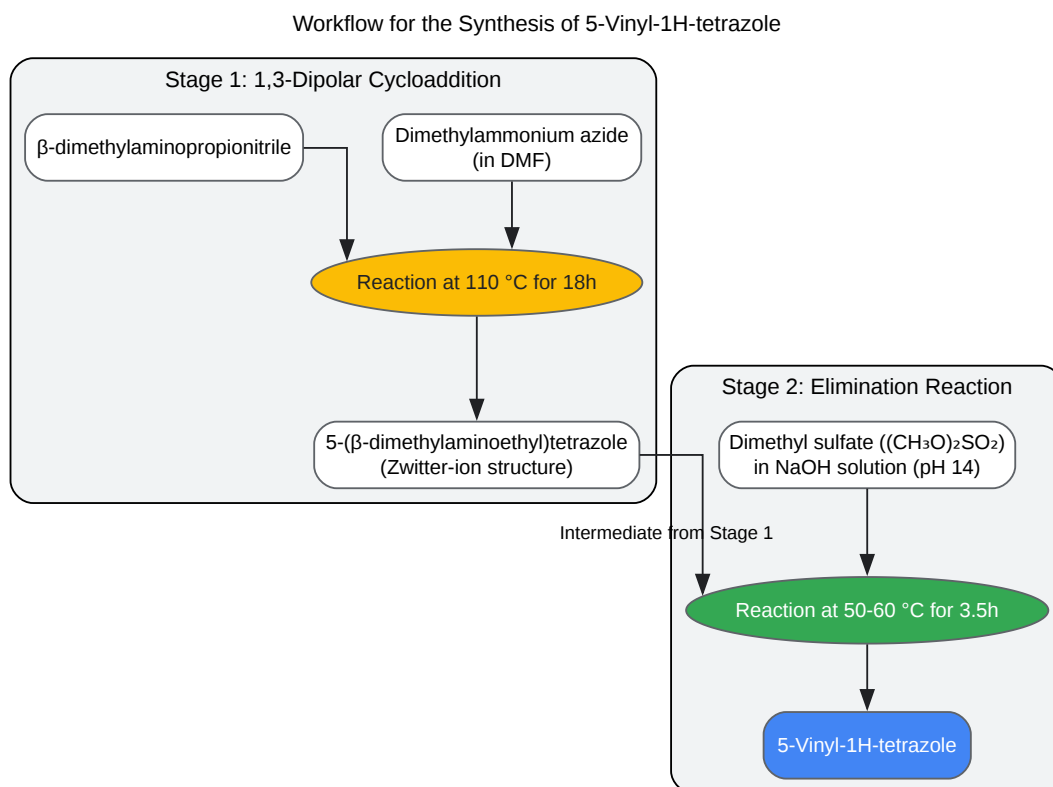 Workflow for the Synthesis of 5-Vinyl-1H-tetrazole
Stage 1: 1,3-Dipolar Cycloaddition
β-dimethylaminopropionitrile
Dimethylammonium azide
(in DMF)
Reaction at 110 °C for 18h
5-(β-dimethylaminoethyl)tetrazole
(Zwitter-ion structure)
Intermediate from Stage 1
Stage 2: Elimination Reaction
Dimethyl sulfate ((CH₃O)₂SO₂)
in NaOH solution (pH 14)
Reaction at 50-60 °C for 3.5h
5-Vinyl-1H-tetrazole